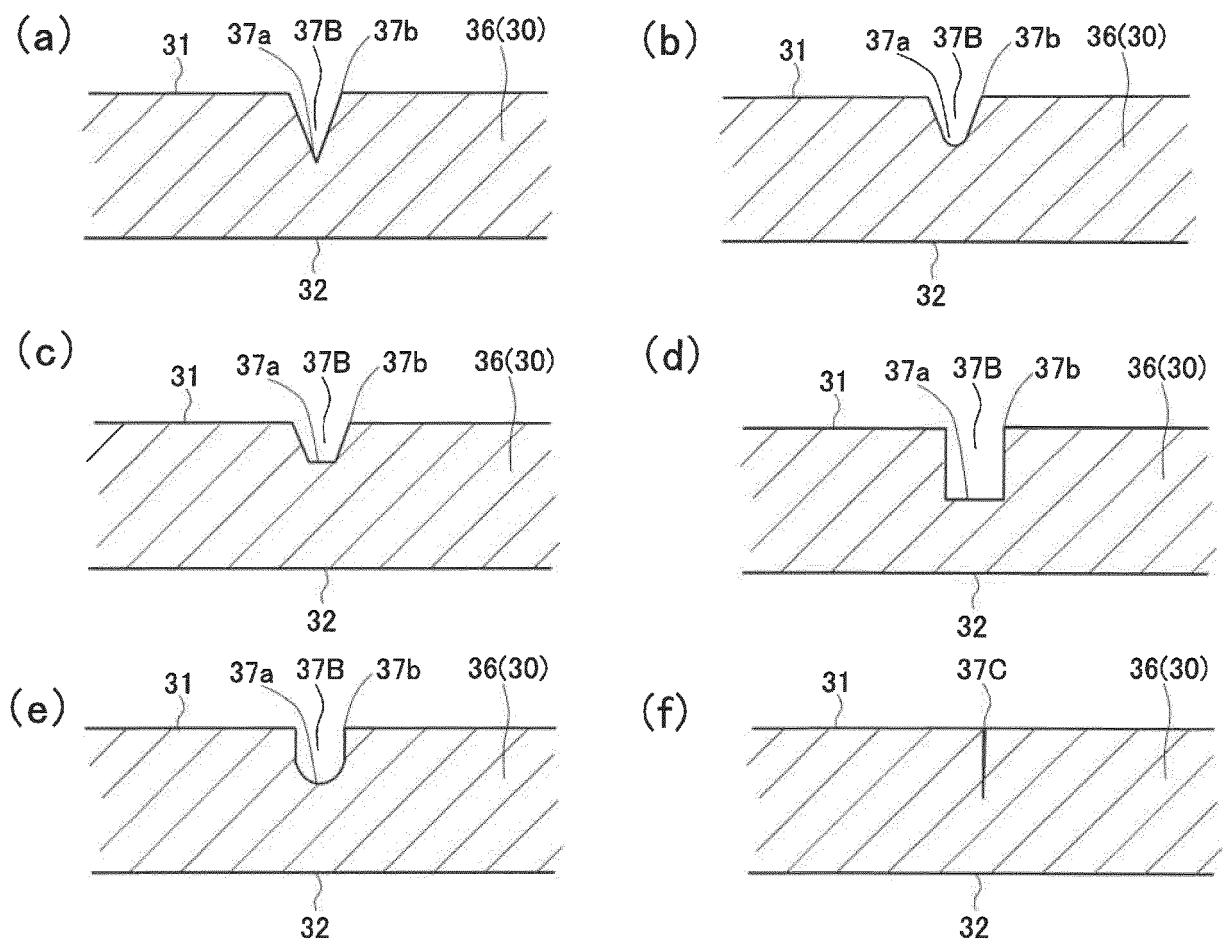 (a) 31 37a 37B 37b 36(30)
32
(b) 31 37a 37B 37b 36(30)
32
(c) 31 37a 37B 37b 36(30)
32
(d) 31 37a 37B 37b 36(30)
32
(e) 31 37a 37B 37b 36(30)
32
(f) 31 37C 36(30)
32